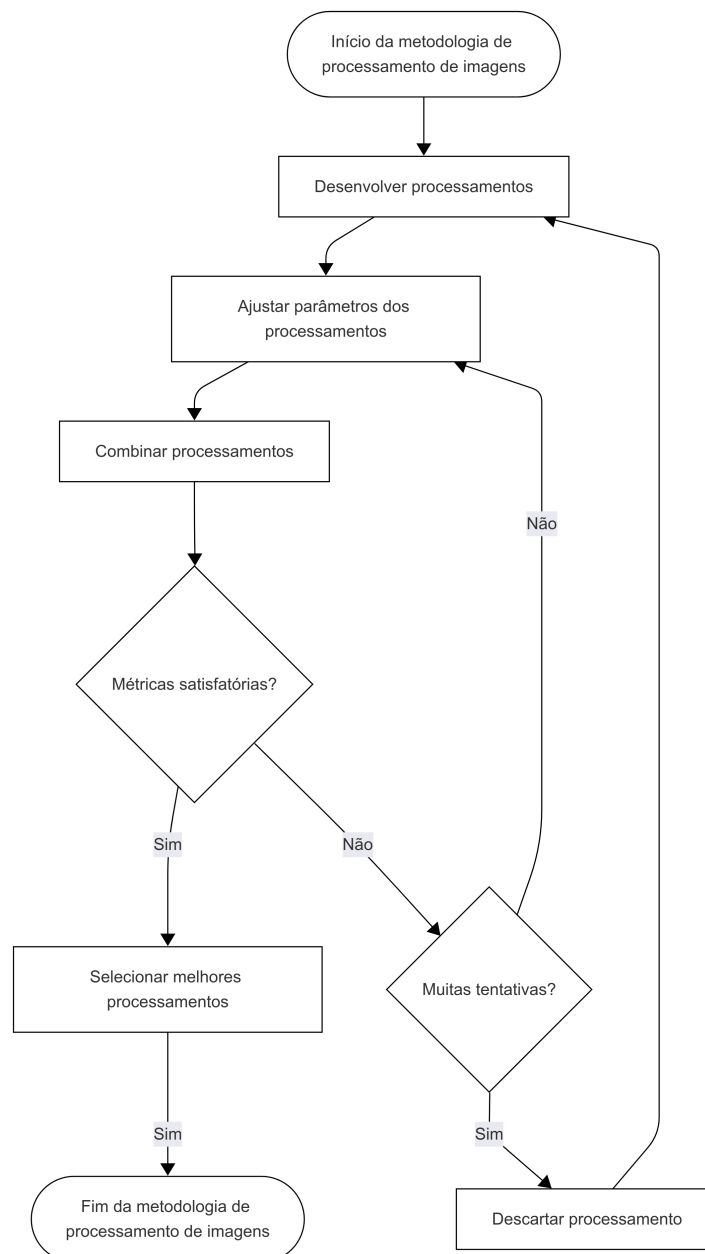 Início da metodologia de
processamento de imagens
Desenvolver processamentos
Ajustar parâmetros dos
processamentos
Combinar processamentos
Não
Métricas satisfatórias?
Sim
Não
Selecionar melhores
processamentos
Muitas tentativas?
Sim
Sim
Fim da metodologia de
processamento de imagens
Descartar processamento